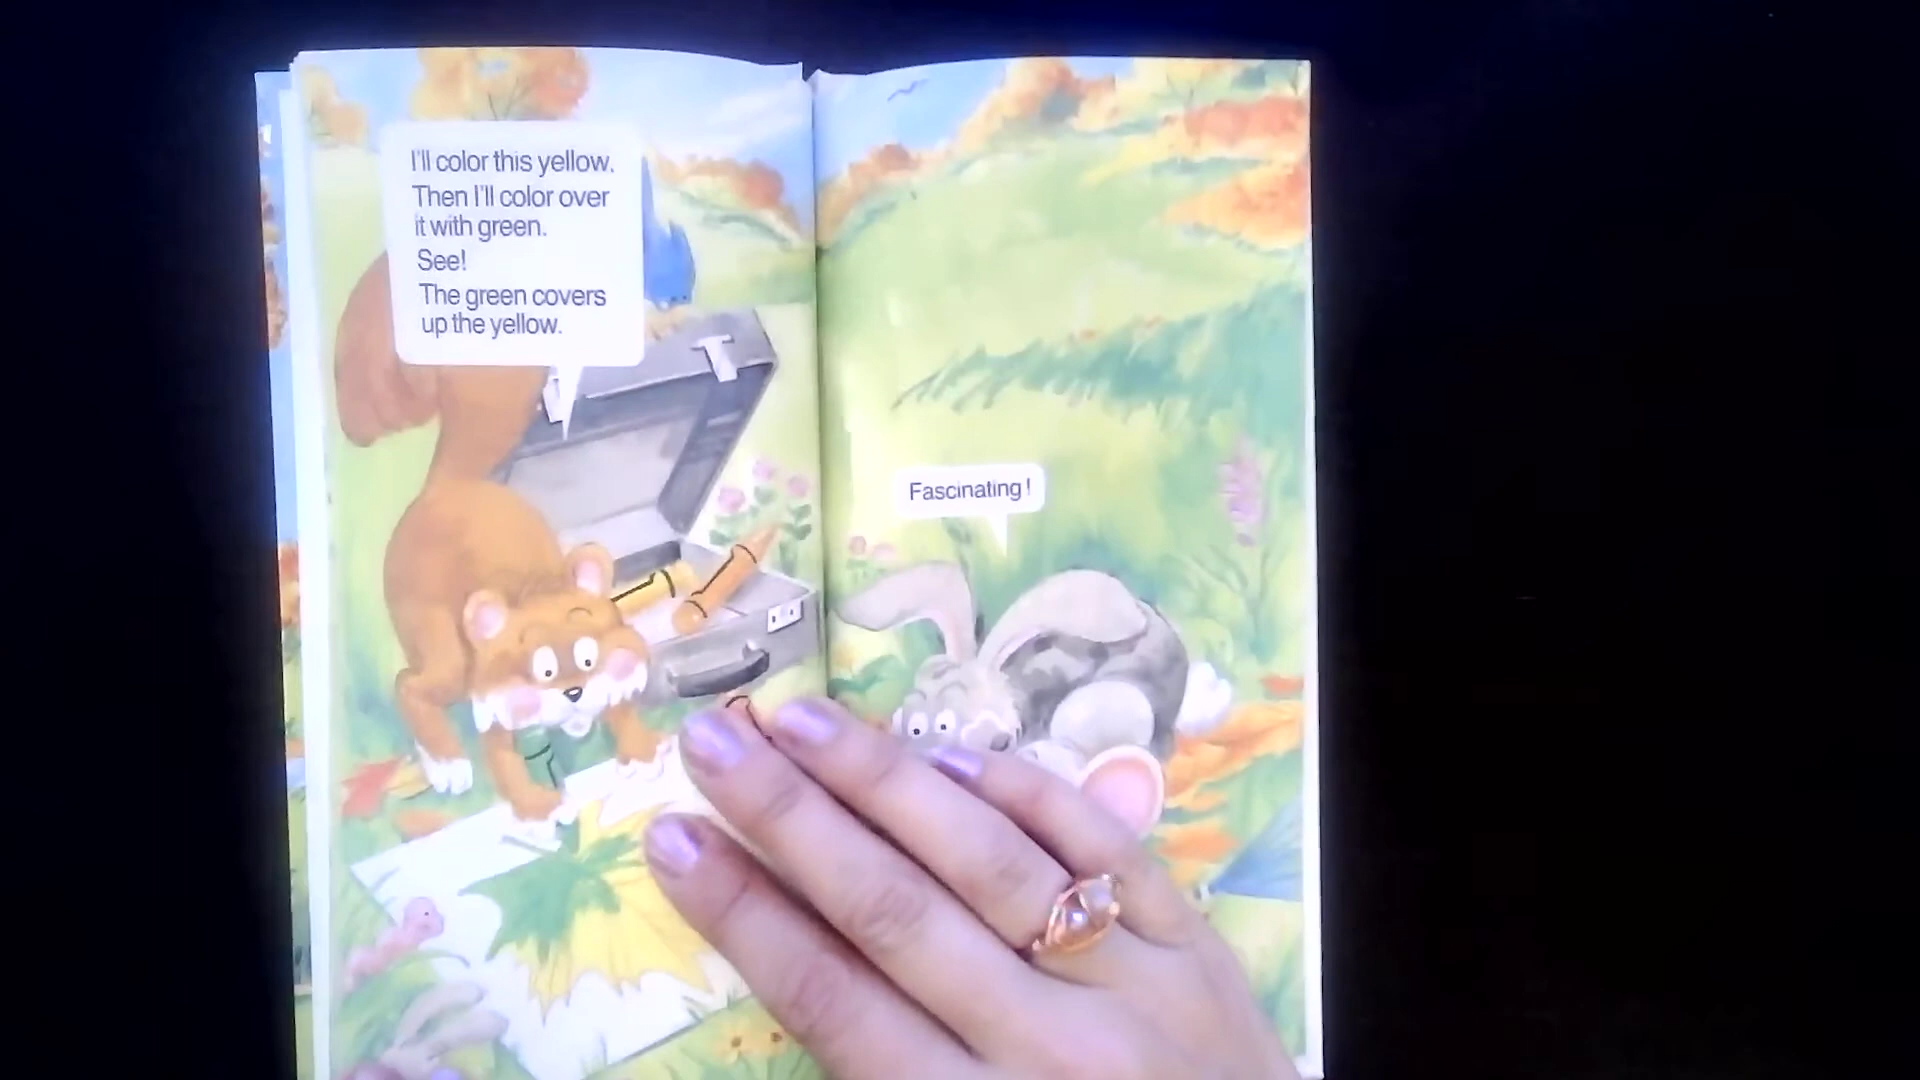 I'll color this yellow.
Then I'll color over
it with green.
See!
The green covers
up the yellow.
Fascinating!